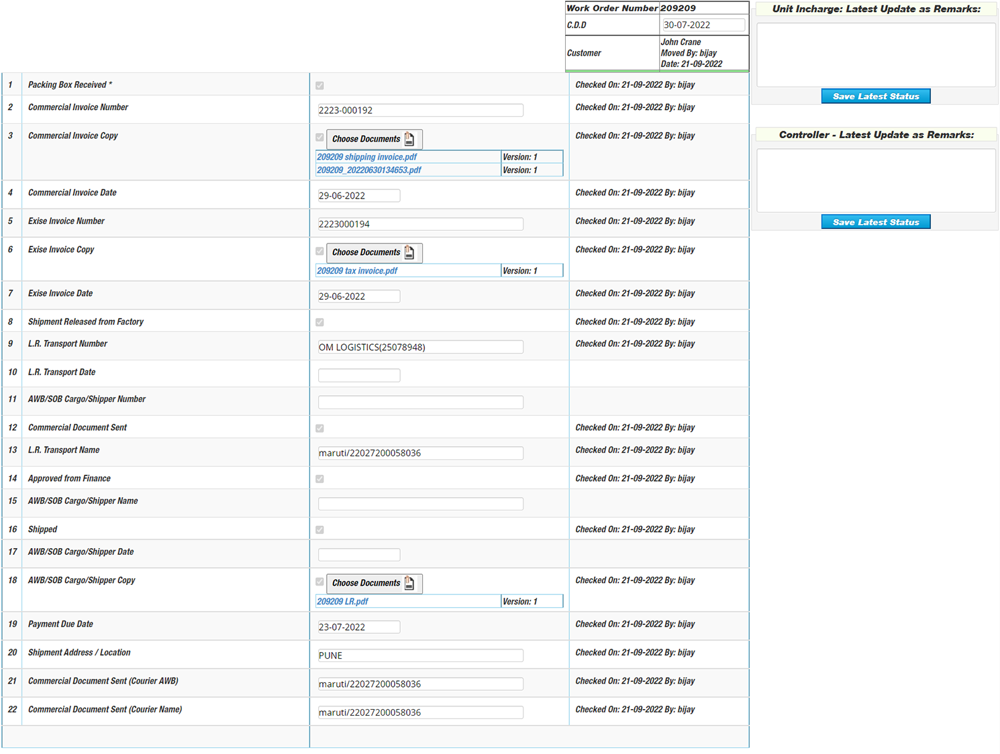 Work Order Number 209209
C.D.D 30-07-2022
Customer
John Crane
Moved By: bijay
Date: 21-09-2022
Unit Incharge: Latest Update as Remarks:
Save Latest Status
Controller - Latest Update as Remarks:
Save Latest Status
1 Packing Box Received * Checked On: 21-09-2022 By: bijay
2 Commercial Invoice Number 2223-000192 Checked On: 21-09-2022 By: bijay
3 Commercial Invoice Copy Choose Documents Checked On: 21-09-2022 By: bijay
209209 shipping invoice.pdf Version: 1
209209_20220630134653.pdf Version: 1
4 Commercial Invoice Date 29-06-2022 Checked On: 21-09-2022 By: bijay
5 Exise Invoice Number 2223000194 Checked On: 21-09-2022 By: bijay
6 Exise Invoice Copy Choose Documents Checked On: 21-09-2022 By: bijay
209209 tax invoice.pdf Version: 1
7 Exise Invoice Date 29-06-2022 Checked On: 21-09-2022 By: bijay
8 Shipment Released from Factory Checked On: 21-09-2022 By: bijay
9 L.R. Transport Number OM LOGISTICS(25078948) Checked On: 21-09-2022 By: bijay
10 L.R. Transport Date
11 AWB/SOB Cargo/Shipper Number
12 Commercial Document Sent Checked On: 21-09-2022 By: bijay
13 L.R. Transport Name maruti/22027200058036 Checked On: 21-09-2022 By: bijay
14 Approved from Finance Checked On: 21-09-2022 By: bijay
15 AWB/SOB Cargo/Shipper Name
16 Shipped Checked On: 21-09-2022 By: bijay
17 AWB/SOB Cargo/Shipper Date
18 AWB/SOB Cargo/Shipper Copy Choose Documents Checked On: 21-09-2022 By: bijay
209209 LR.pdf Version: 1
19 Payment Due Date 23-07-2022 Checked On: 21-09-2022 By: bijay
20 Shipment Address / Location PUNE Checked On: 21-09-2022 By: bijay
21 Commercial Document Sent (Courier AWB) maruti/22027200058036 Checked On: 21-09-2022 By: bijay
22 Commercial Document Sent (Courier Name) maruti/22027200058036 Checked On: 21-09-2022 By: bijay